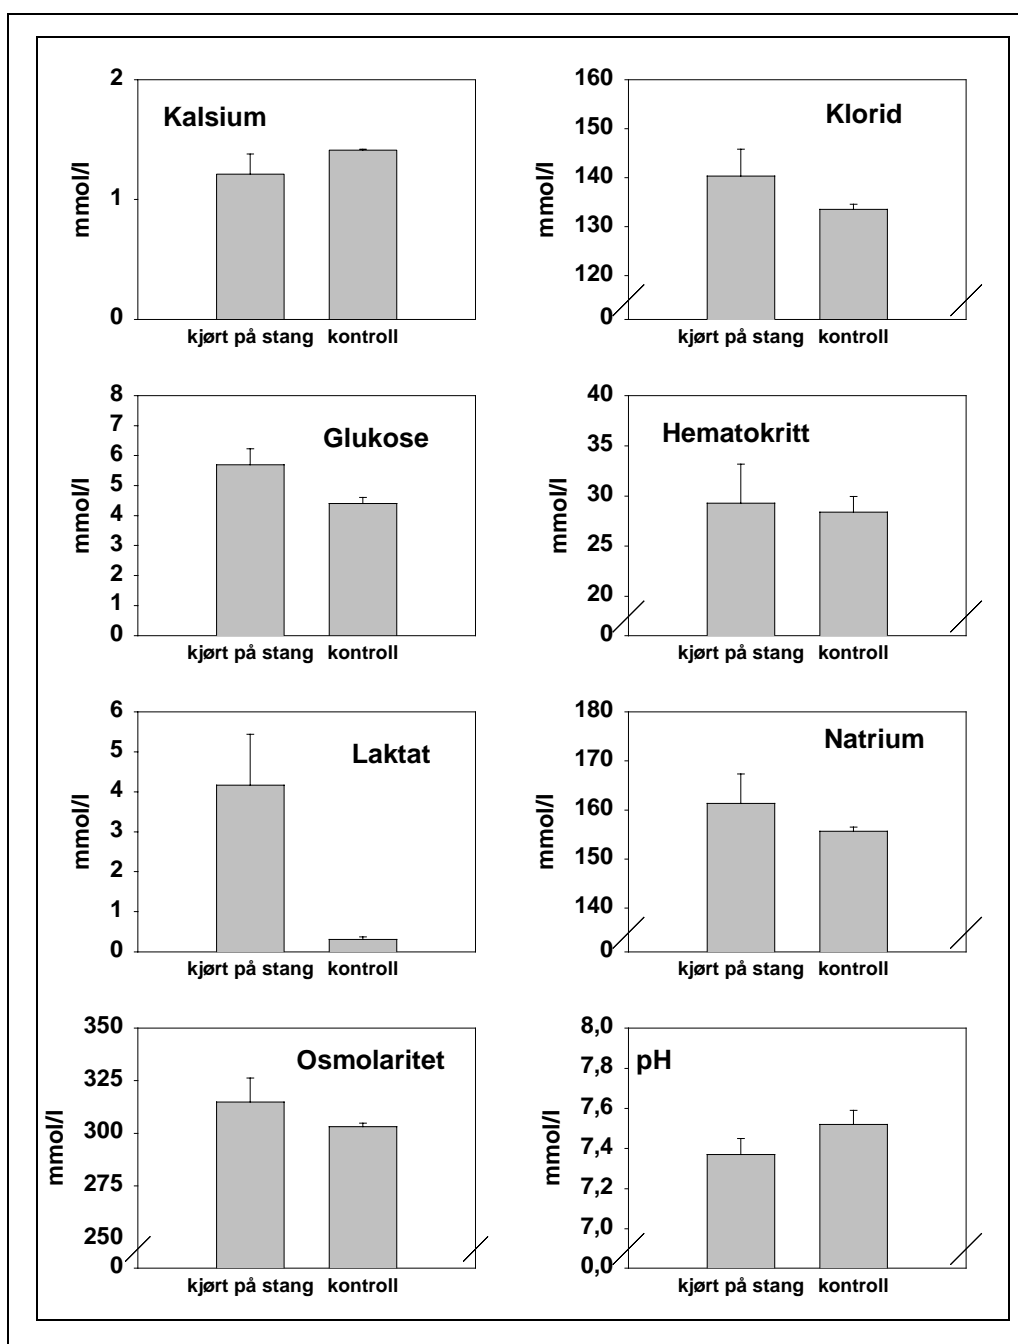 Kalsium
mmol/l
2
1
0
kjørt på stang kontroll
Klorid
mmol/l
160
150
140
130
120
0
kjørt på stang kontroll
Glukose
mmol/l
8
7
6
5
4
3
2
1
0
kjørt på stang kontroll
Hematokritt
mmol/l
40
35
30
25
20
0
kjørt på stang kontroll
Laktat
mmol/l
6
5
4
3
2
1
0
kjørt på stang kontroll
Natrium
mmol/l
180
170
160
150
140
0
kjørt på stang kontroll
Osmolaritet
mmol/l
350
325
300
275
250
0
kjørt på stang kontroll
pH
mmol/l
8,0
7,8
7,6
7,4
7,2
7,0
0,0
kjørt på stang kontroll